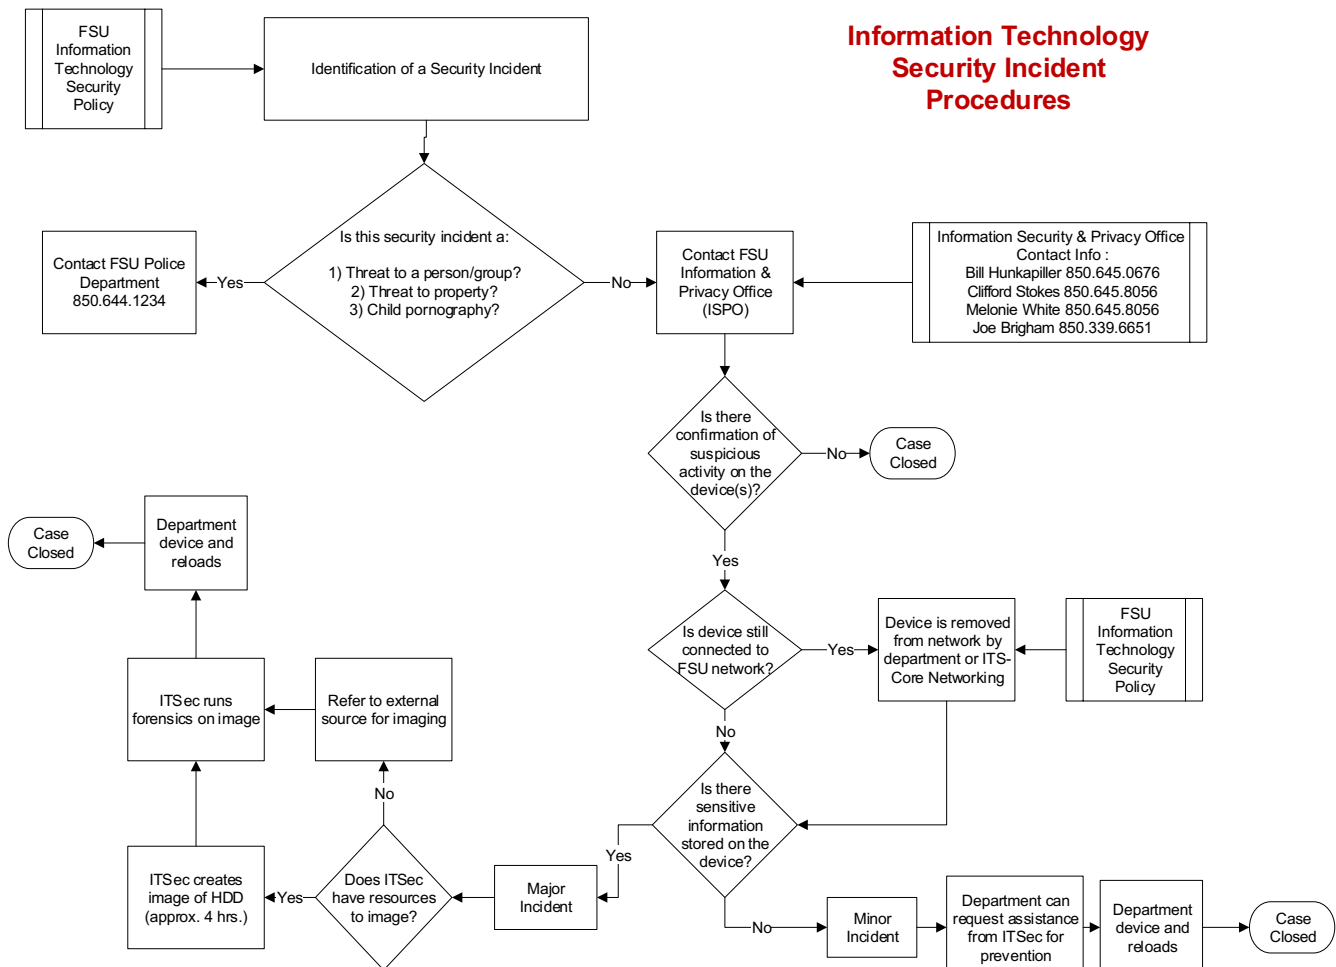 Information Technology
Security Incident
Procedures
FSU
Information
Technology
Security
Policy
Identification of a Security Incident
Is this security incident a:
1) Threat to a person/group?
2) Threat to property?
3) Child pornography?
Yes
Contact FSU Police
Department
850.644.1234
No
Contact FSU
Information &
Privacy Office
(ISPO)
Information Security & Privacy Office
Contact Info :
Bill Hunkapiller 850.645.0676
Clifford Stokes 850.645.8056
Melonie White 850.645.8056
Joe Brigham 850.339.6651
Is there
confirmation of
suspicious
activity on the
device(s)?
No
Case
Closed
Yes
Is device still
connected to
FSU network?
Yes
Device is removed
from network by
department or ITS-
Core Networking
FSU
Information
Technology
Security
Policy
No
Is there
sensitive
information
stored on the
device?
Yes
Major
Incident
Does ITSec
have resources
to image?
No
Refer to external
source for imaging
Yes
ITSec creates
image of HDD
(approx. 4 hrs.)
ITSec runs
forensics on image
Department
device and
reloads
Case
Closed
No
Minor
Incident
Department can
request assistance
from ITSec for
prevention
Department
device and
reloads
Case
Closed